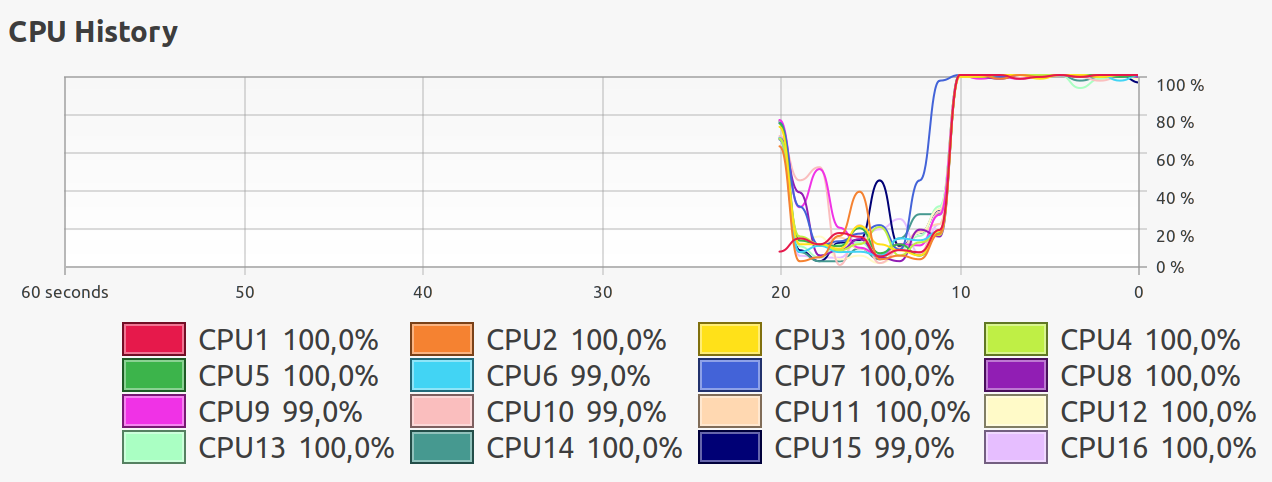 CPU History
100 %
80 %
60 %
40 %
20 %
0 %
60 seconds 50 40 30 20 10 0
CPU1 100,0% CPU2 100,0% CPU3 100,0% CPU4 100,0%
CPU5 100,0% CPU6 99,0% CPU7 100,0% CPU8 100,0%
CPU9 99,0% CPU10 99,0% CPU11 100,0% CPU12 100,0%
CPU13 100,0% CPU14 100,0% CPU15 99,0% CPU16 100,0%